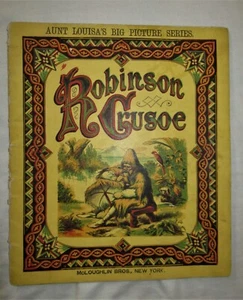 AUNT LOUISA'S BIG PICTURE SERIES.
Robinson
Crusoe
McLOUGHLIN BROS., NEW YORK.